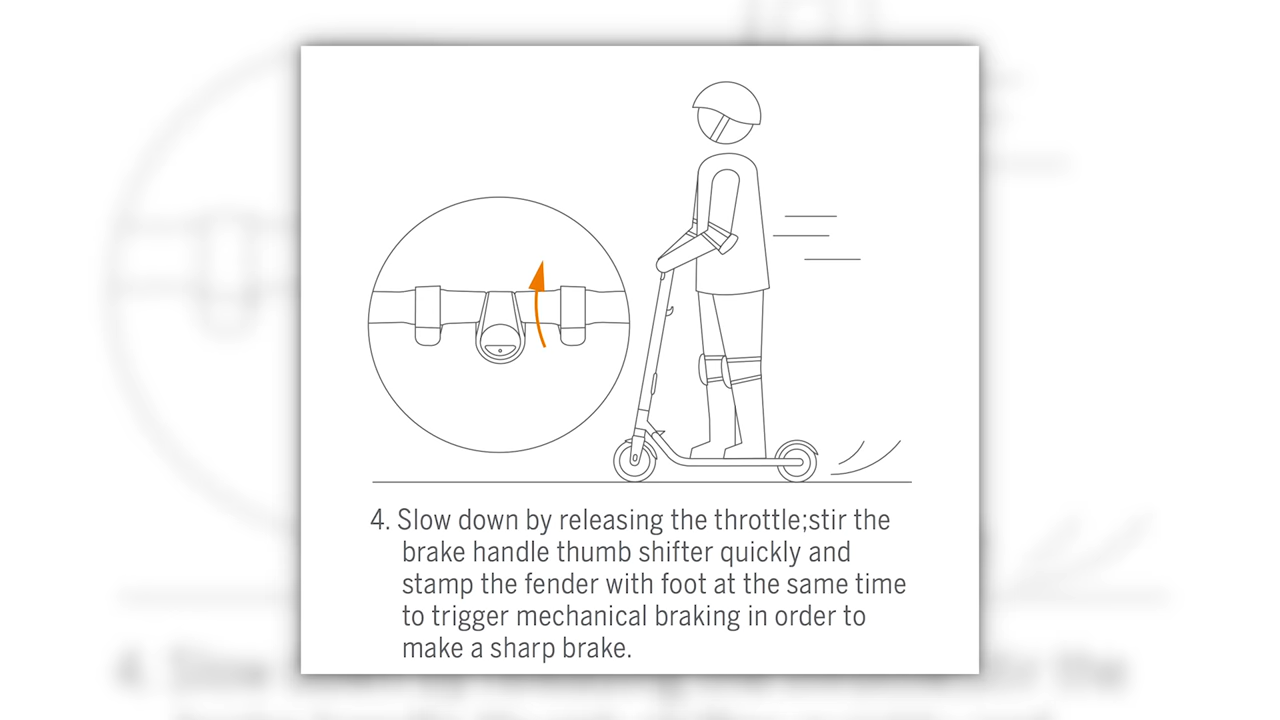 4. Slow down by releasing the throttle;stir the
brake handle thumb shifter quickly and
stamp the fender with foot at the same time
to trigger mechanical braking in order to
make a sharp brake.